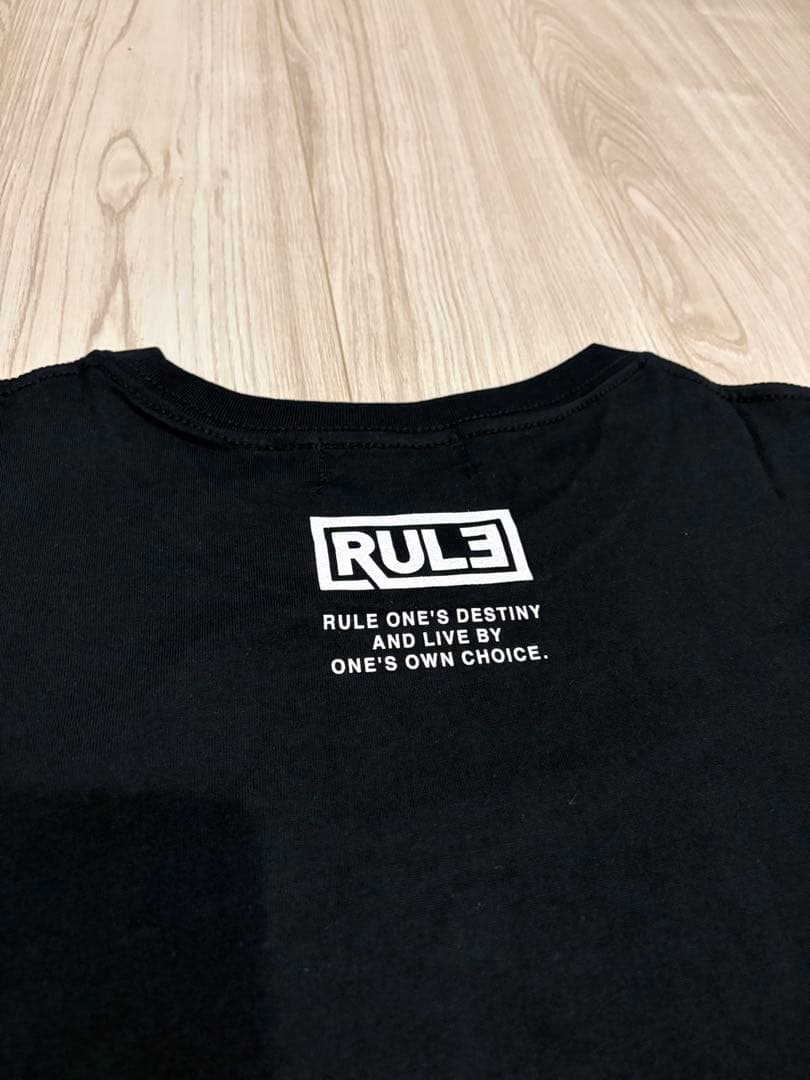 RULE
RULE ONE'S DESTINY
AND LIVE BY
ONE'S OWN CHOICE.